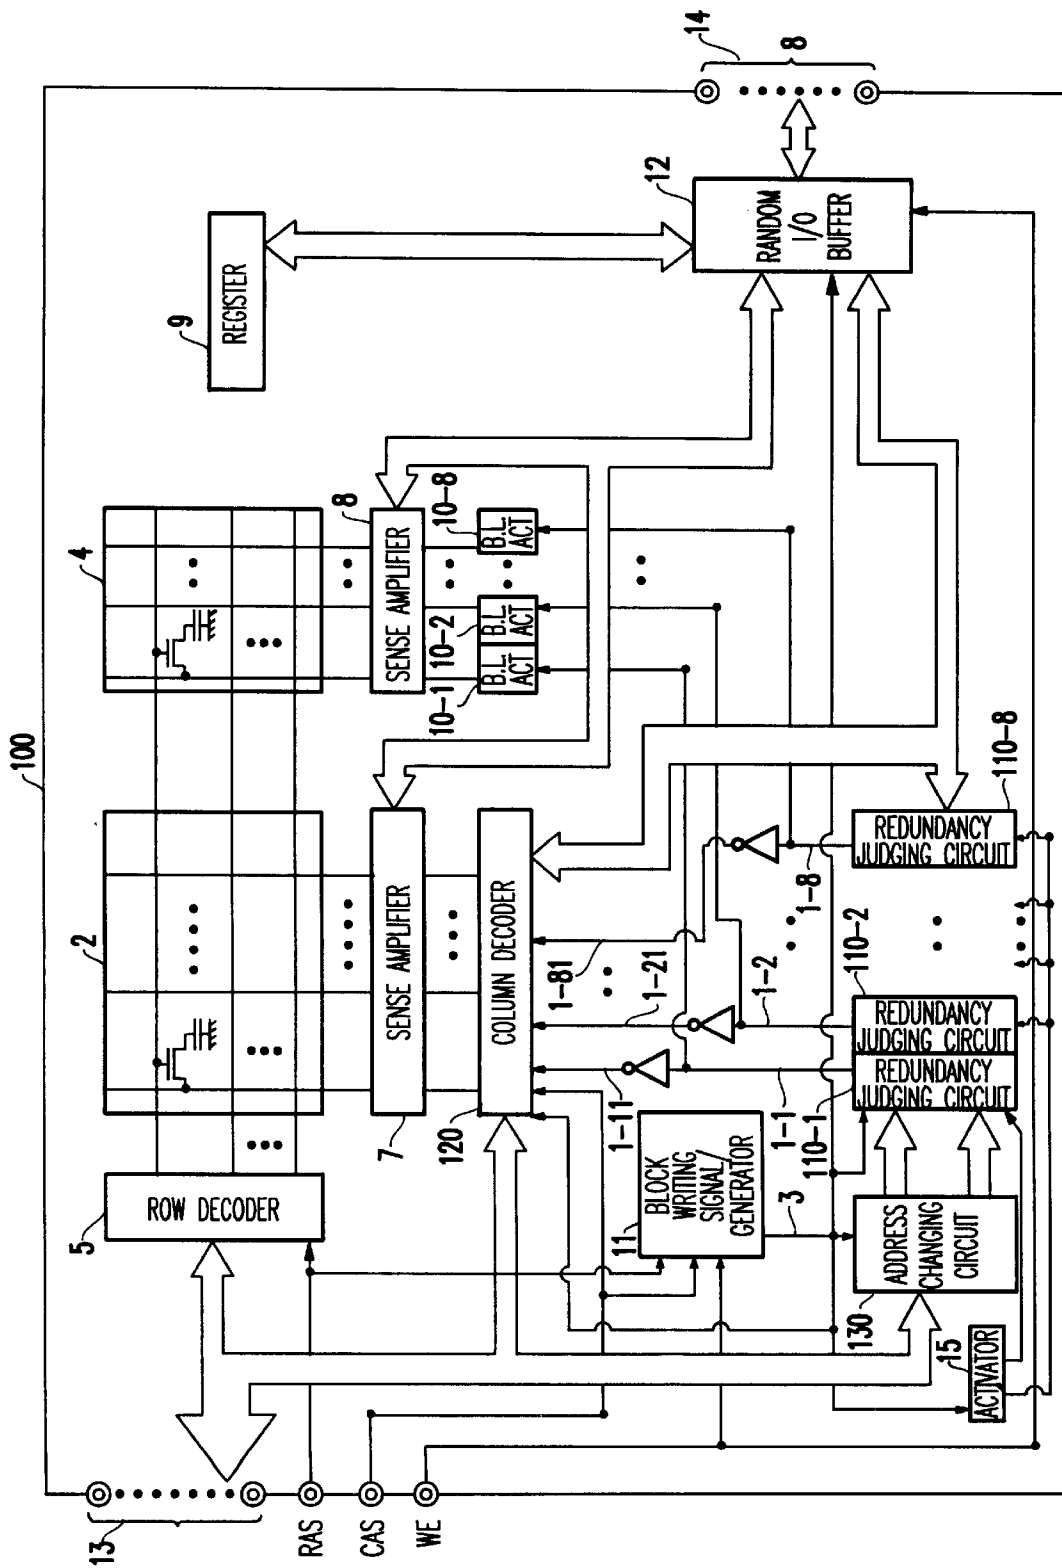 100
13
RAS
CAS
WE
5
ROW DECODER
2
4
7
SENSE AMPLIFIER
8
SENSE AMPLIFIER
9
REGISTER
120
COLUMN DECODER
10-1
B.L.
ACT
10-2
B.L.
ACT
10-8
B.L.
ACT
1-11
1-21
1-81
11
BLOCK
WRITING
SIGNAL/
GENERATOR
3
1-1
1-2
1-8
12
RANDOM
I/O
BUFFER
14
8
130
ADDRESS
CHANGING
CIRCUIT
110-1
REDUNDANCY
JUDGING CIRCUIT
110-2
REDUNDANCY
JUDGING CIRCUIT
110-8
REDUNDANCY
JUDGING CIRCUIT
15
ACTIVATOR